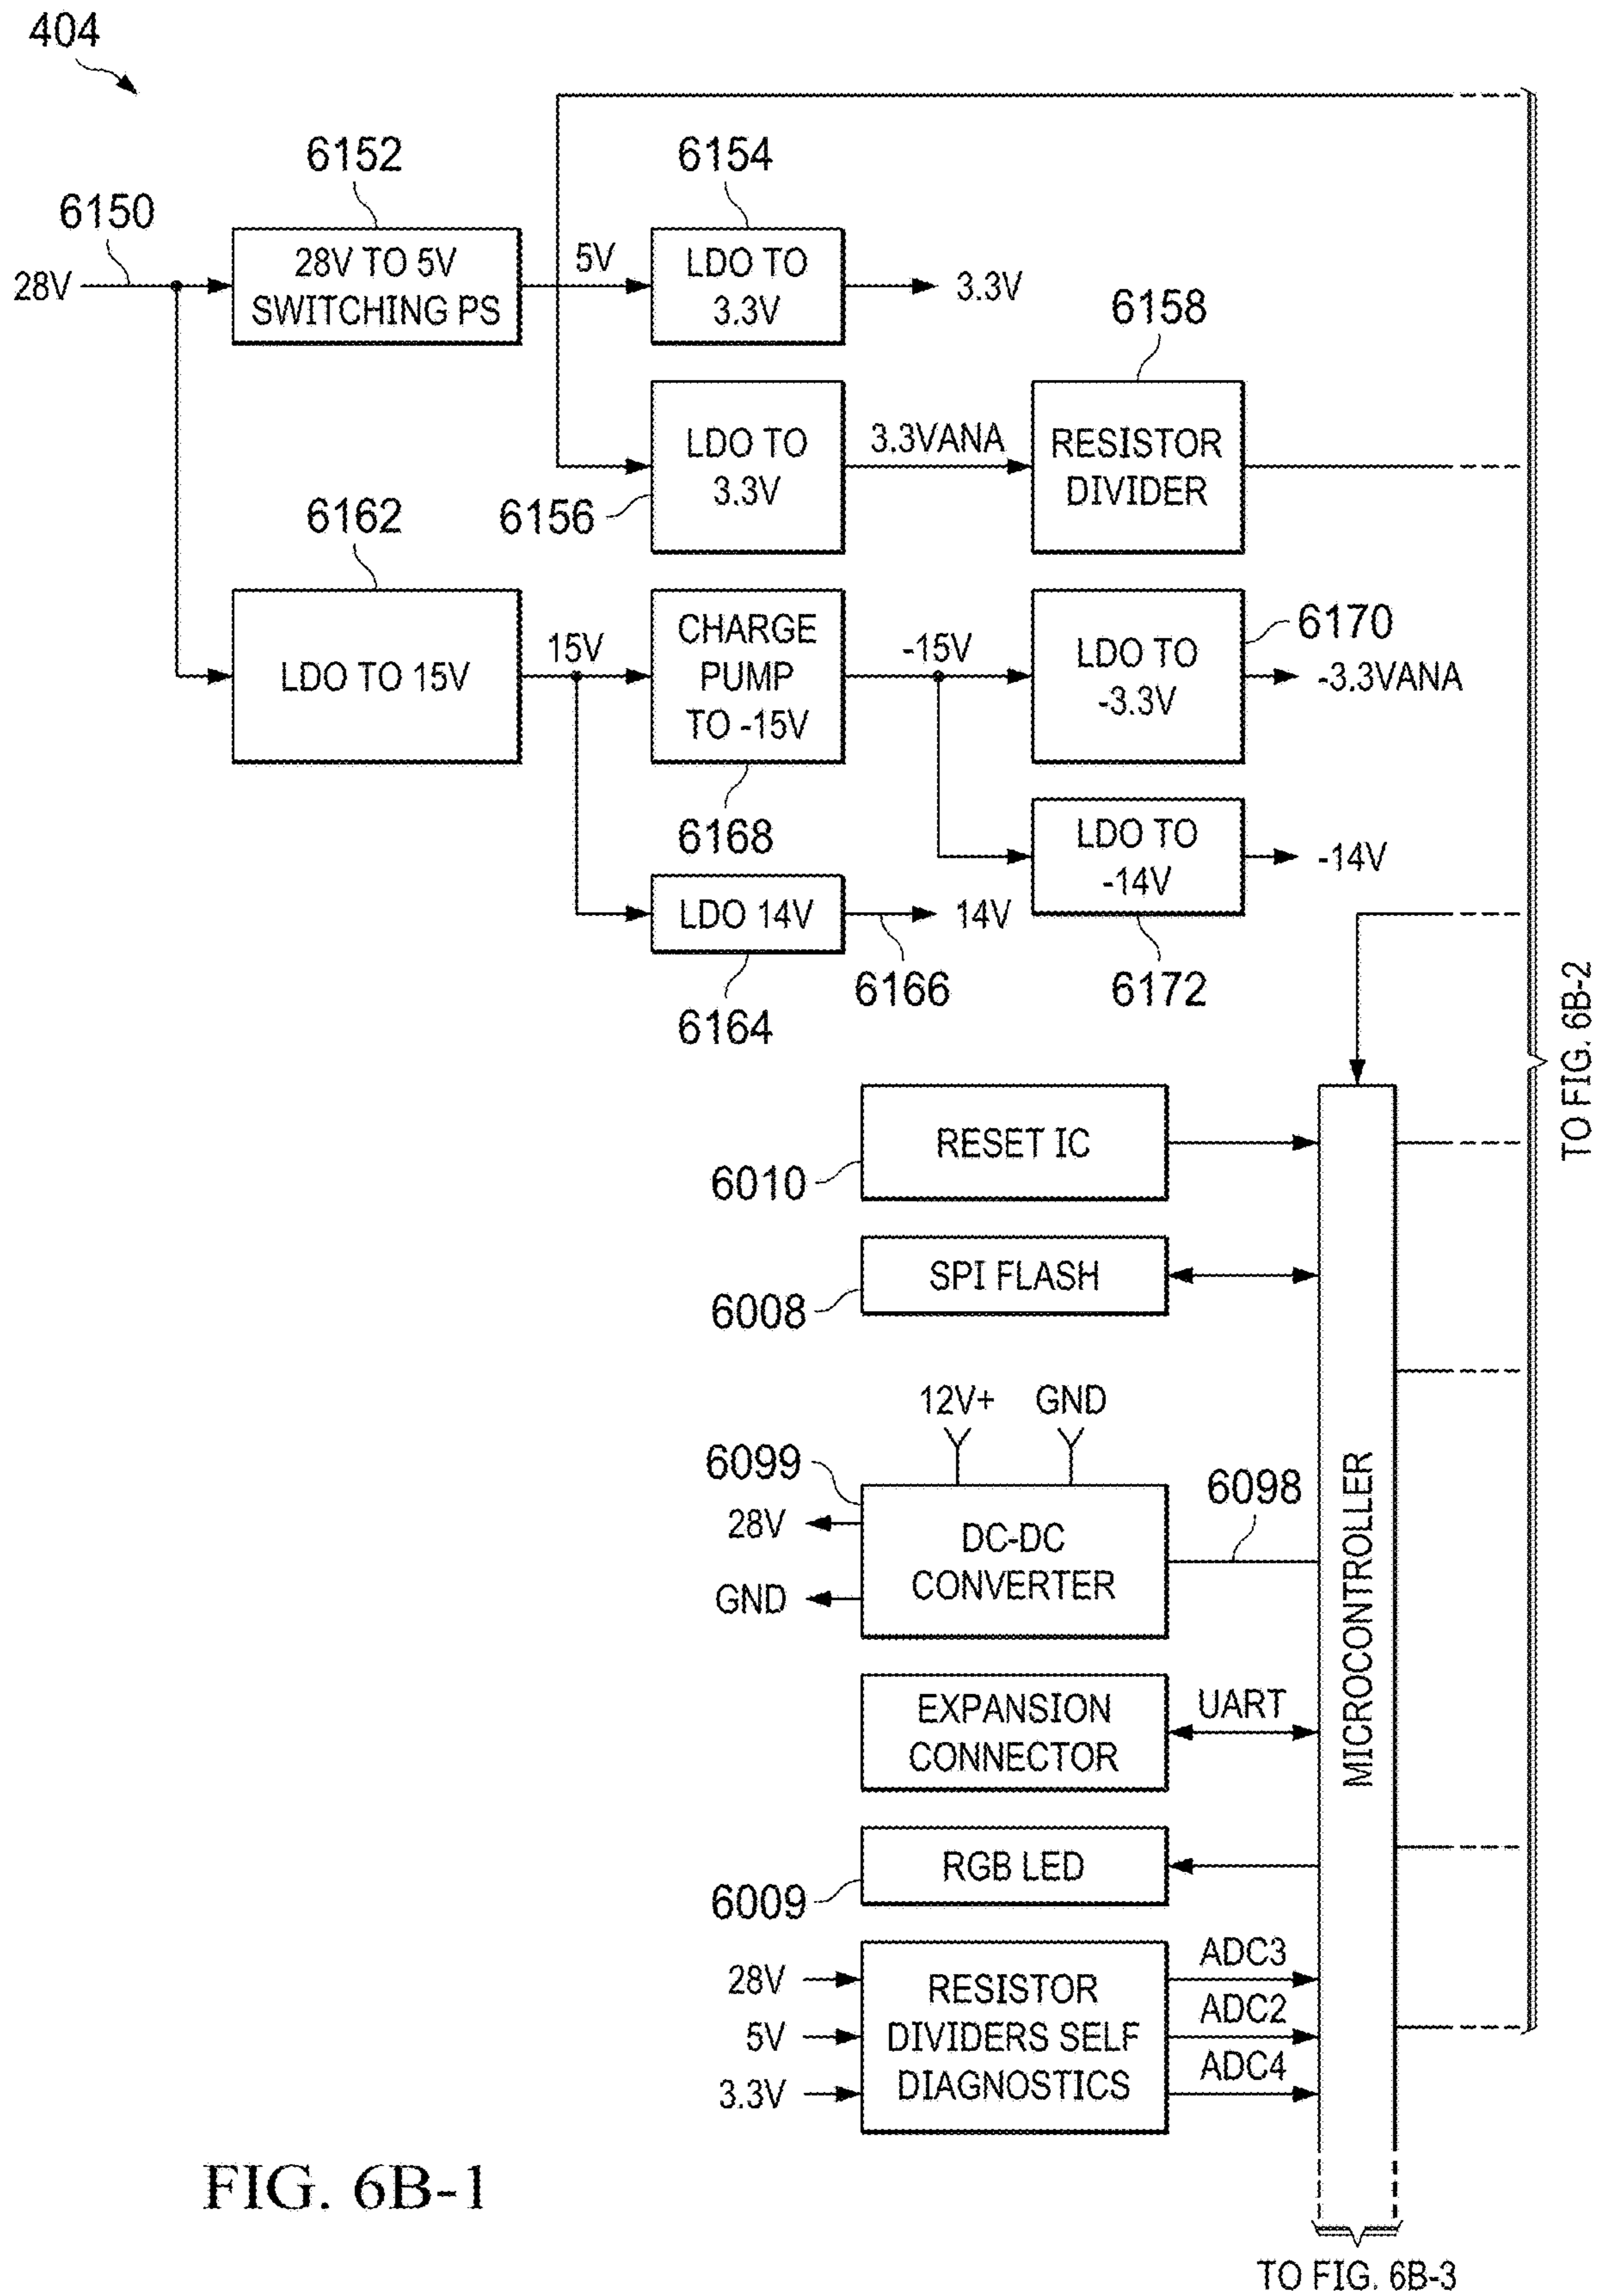 404
6152
6154
6150
28V
28V TO 5V
SWITCHING PS
5V
LDO TO
3.3V
3.3V
6158
LDO TO
3.3V
3.3VANA
RESISTOR
DIVIDER
6156
6162
LDO TO 15V
15V
CHARGE
PUMP
TO -15V
-15V
LDO TO
-3.3V
6170
-3.3VANA
6168
LDO TO
-14V
-14V
LDO 14V
14V
6164
6166
6172
TO FIG. 6B-2
RESET IC
6010
SPI FLASH
6008
12V+
GND
6099
28V
GND
DC-DC
CONVERTER
6098
MICROCONTROLLER
EXPANSION
CONNECTOR
UART
RGB LED
6009
28V
5V
3.3V
RESISTOR
DIVIDERS SELF
DIAGNOSTICS
ADC3
ADC2
ADC4
FIG. 6B-1
TO FIG. 6B-3